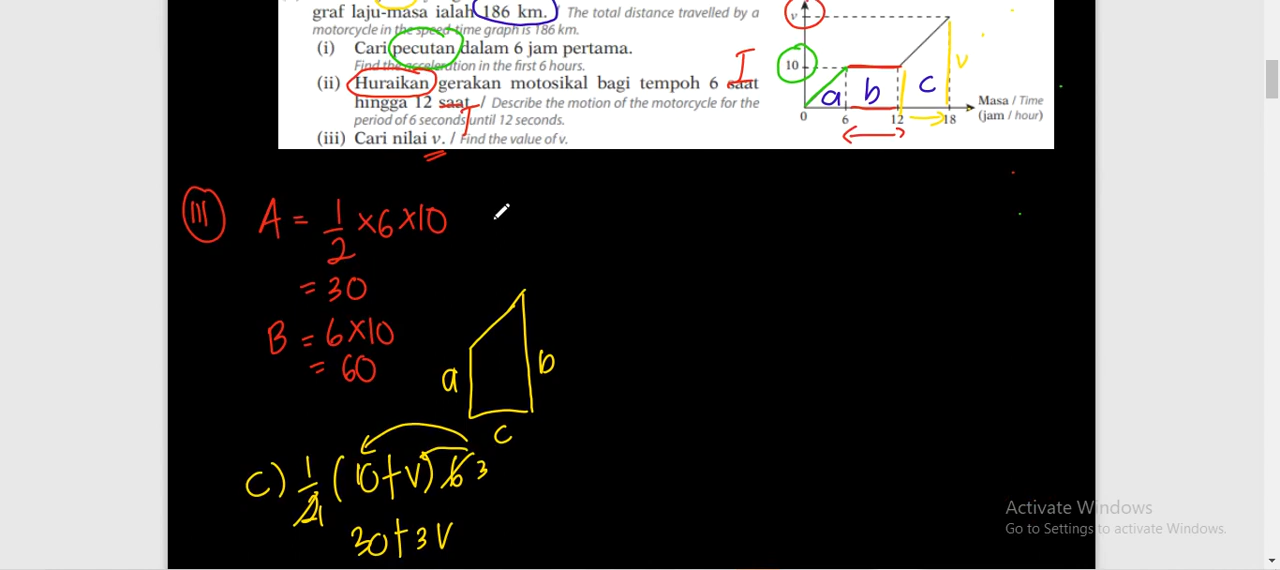 graf laju-masa ialah 186 km. / The total distance travelled by a
motorcycle in the speed-time graph is 186 km.
(i) Cari pecutan dalam 6 jam pertama.
Find the acceleration in the first 6 hours.
(ii) Huraikan gerakan motosikal bagi tempoh 6 saat
hingga 12 saat. / Describe the motion of the motorcycle for the
period of 6 seconds until 12 seconds.
(iii) Cari nilai v. / Find the value of v.
J
J
v
10
a
b
c
v
0
6
12
18
Masa / Time
(jam / hour)
III
A = 1/2 × 6 × 10
= 30
B = 6 × 10
= 60
a
b
c
C) 1/2 (10 + V) 6 3
1
30 + 3V
Activate Windows
Go to Settings to activate Windows.